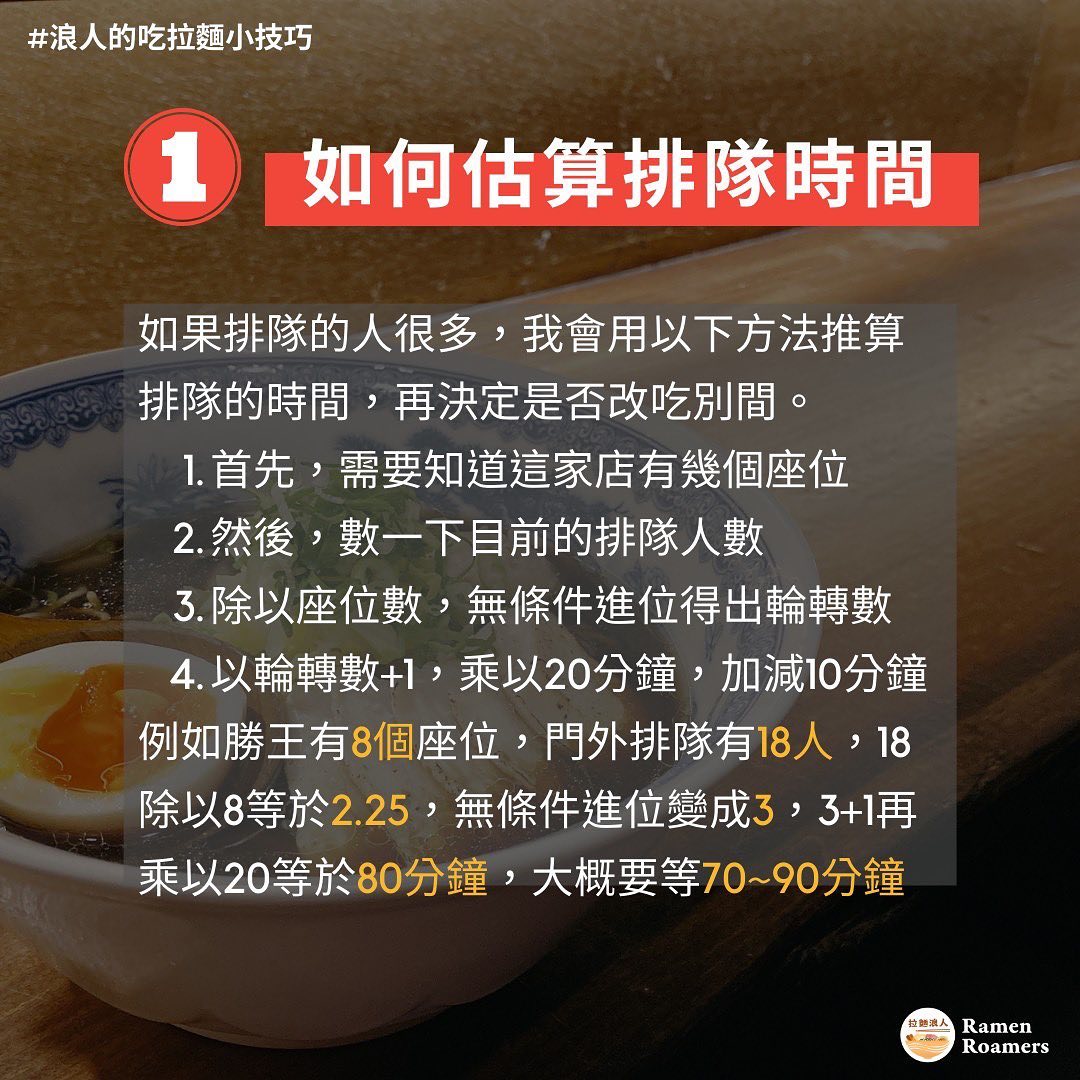 #浪人的吃拉麵小技巧
1 如何估算排隊時間
如果排隊的人很多，我會用以下方法推算
排隊的時間，再決定是否改吃別間。
1. 首先，需要知道這家店有幾個座位
2. 然後，數一下目前的排隊人數
3. 除以座位數，無條件進位得出輪轉數
4. 以輪轉數+1，乘以20分鐘，加減10分鐘
例如勝王有8個座位，門外排隊有18人，18
除以8等於2.25，無條件進位變成3，3+1再
乘以20等於80分鐘，大概要等70~90分鐘
拉麵浪人
Ramen
Roamers